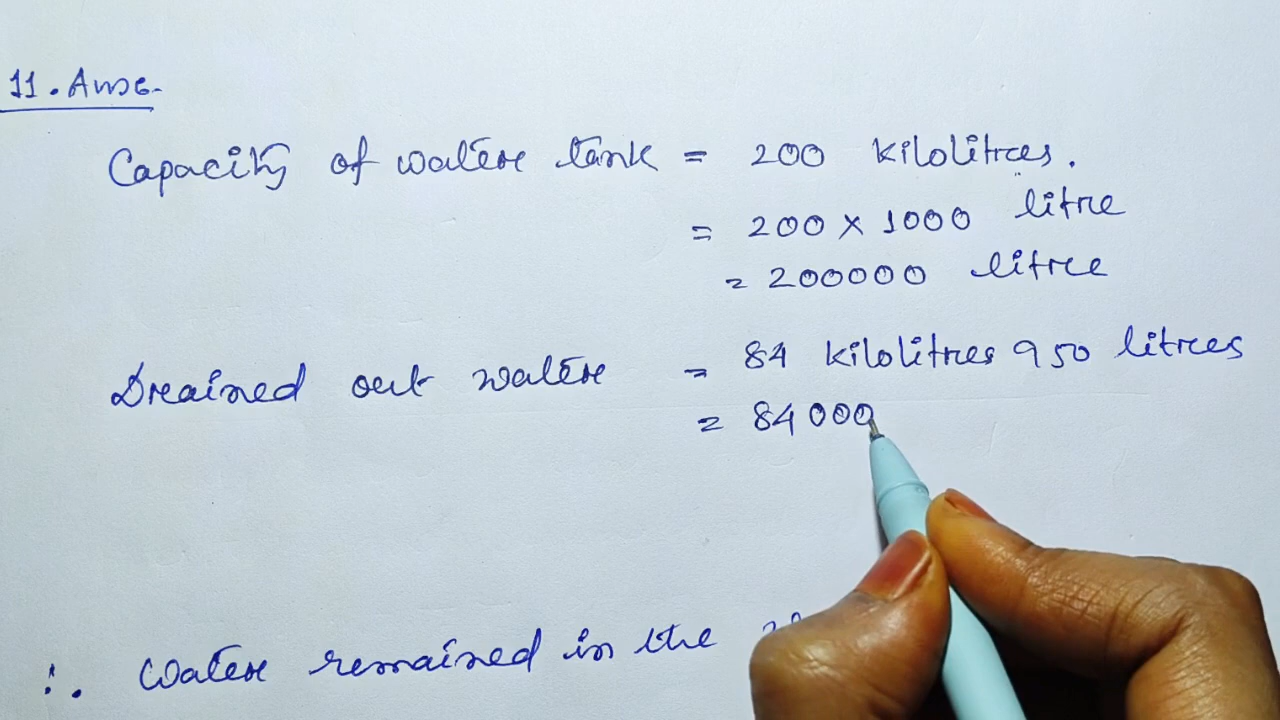 11. Ans.
Capacity of water tank = 200 kilolitres.
= 200 × 1000 litre
= 200000 litre
Drained out water = 84 kilolitres 950 litres
= 84000
∴ Water remained in the